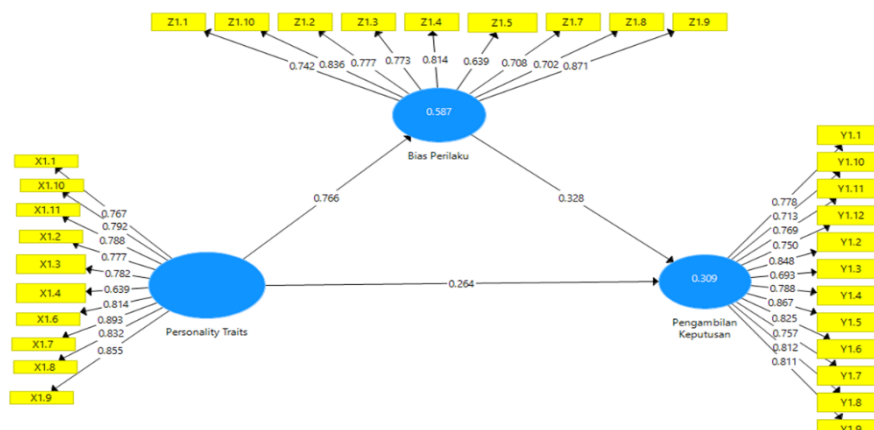 Z1.1
Z1.10
Z1.2
Z1.3
Z1.4
Z1.5
Z1.7
Z1.8
Z1.9
0.742
0.836
0.777
0.773
0.814
0.639
0.708
0.702
0.871
0.587
Bias Perilaku
X1.1
X1.10
X1.11
X1.2
X1.3
X1.4
X1.6
X1.7
X1.8
X1.9
0.767
0.792
0.788
0.777
0.782
0.639
0.814
0.893
0.832
0.855
Personality Traits
0.766
0.328
0.264
0.309
Pengambilan
Keputusan
0.778
0.713
0.769
0.750
0.848
0.693
0.788
0.867
0.825
0.757
0.812
0.811
Y1.1
Y1.10
Y1.11
Y1.12
Y1.2
Y1.3
Y1.4
Y1.5
Y1.6
Y1.7
Y1.8
Y1.9